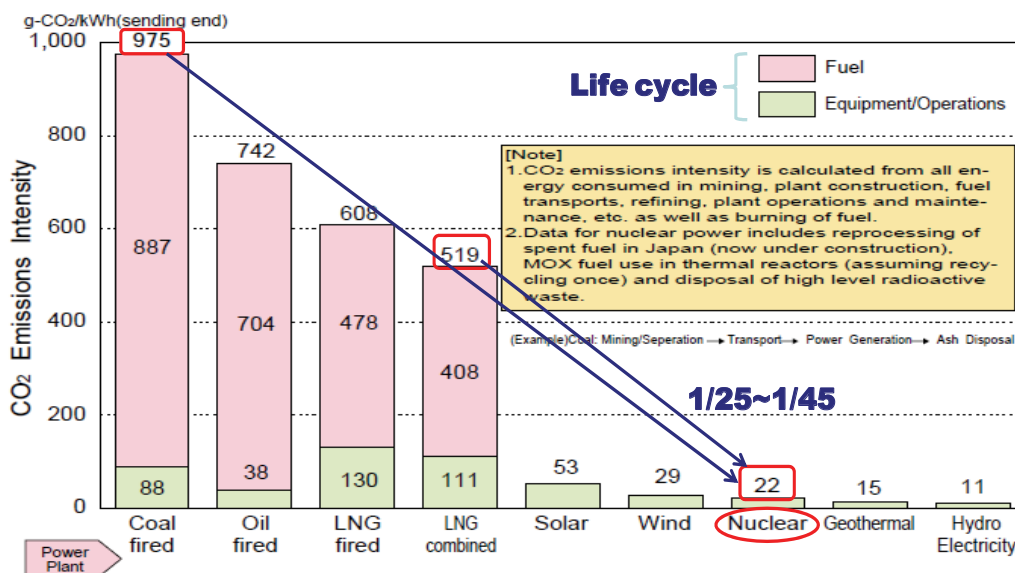 g-CO2/kWh(sending end)
CO2 Emissions Intensity
1,000
800
600
400
200
0
975
887
88
742
704
38
608
478
130
519
408
111
53
29
22
15
11
Life cycle
Fuel
Equipment/Operations
[Note]
1.CO2 emissions intensity is calculated from all en-
ergy consumed in mining, plant construction, fuel
transports, refining, plant operations and mainte-
nance, etc. as well as burning of fuel.
2.Data for nuclear power includes reprocessing of
spent fuel in Japan (now under construction),
MOX fuel use in thermal reactors (assuming recy-
cling once) and disposal of high level radioactive
waste.
(Example)Coal: Mining/Seperation → Transport → Power Generation → Ash Disposal
1/25~1/45
Coal
fired
Oil
fired
LNG
fired
LNG
combined
Solar
Wind
Nuclear
Geothermal
Hydro
Electricity
Power
Plant